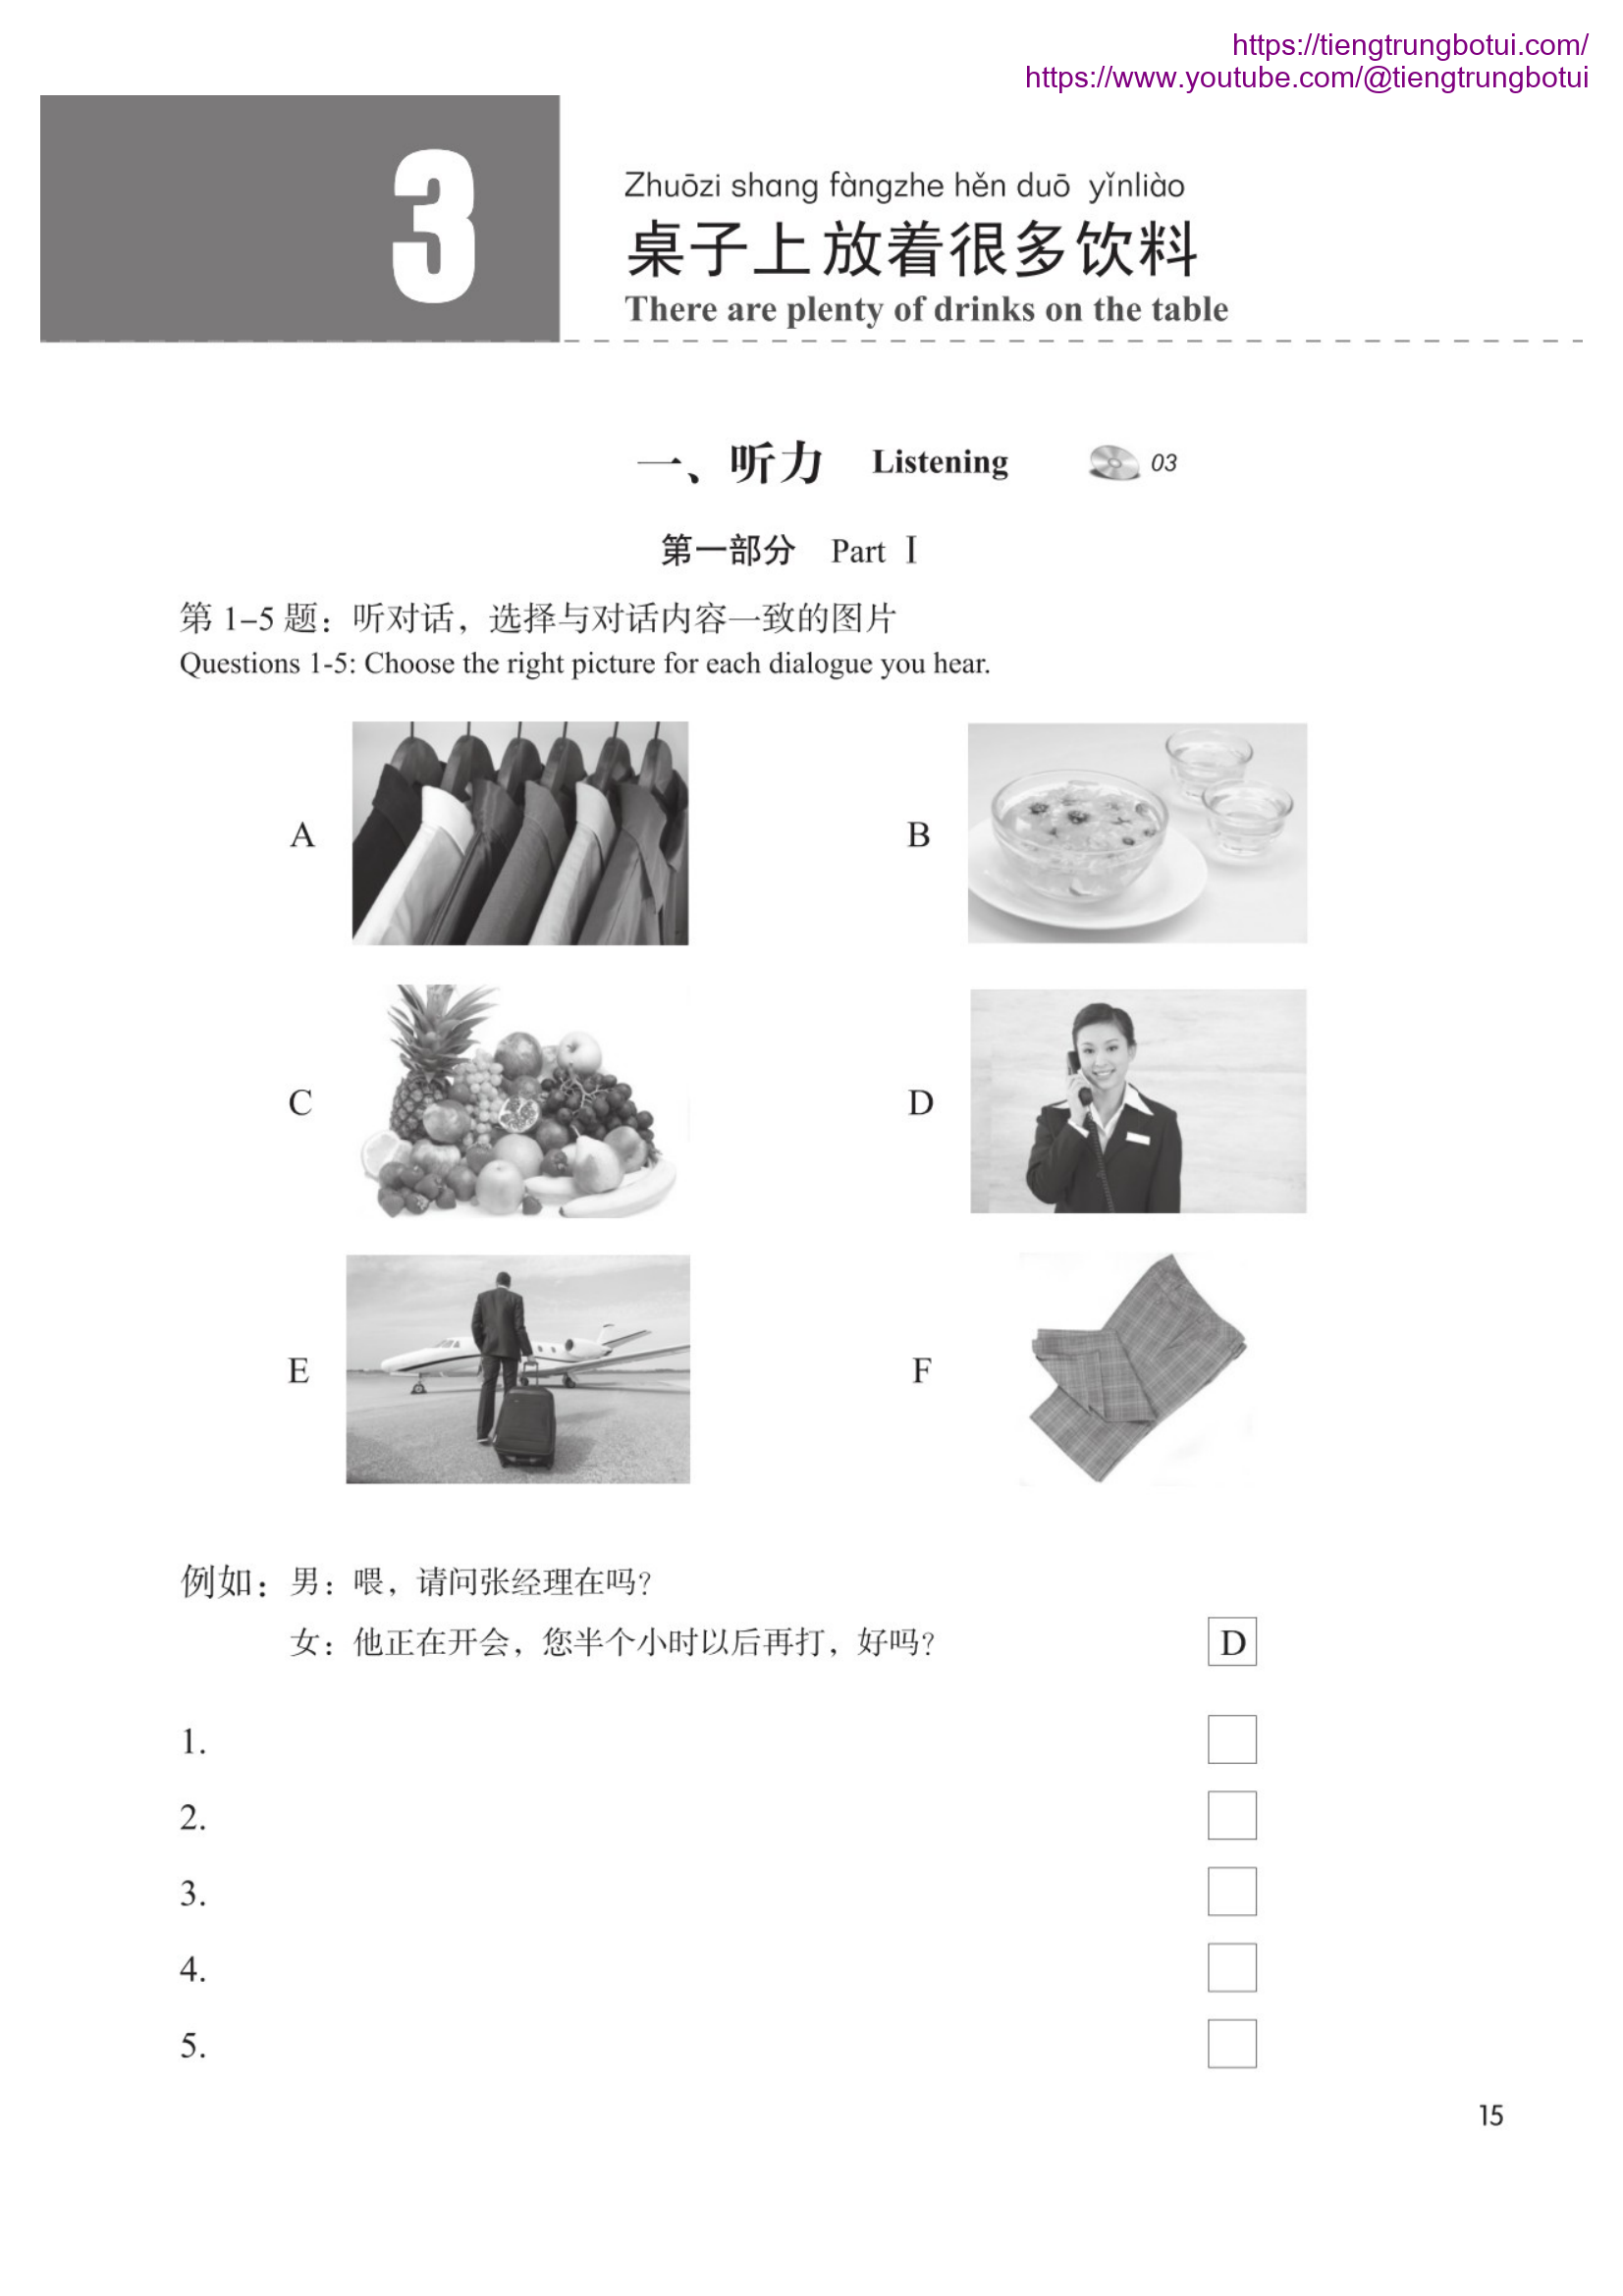 https://tiengtrungbotui.com/
https://www.youtube.com/@tiengtrungbotui
3
Zhuōzi shang fàngzhe hěn duō yǐnliào
桌子上放着很多饮料
There are plenty of drinks on the table
一、听力 Listening 03
第一部分 Part Ⅰ
第 1–5 题：听对话，选择与对话内容一致的图片
Questions 1-5: Choose the right picture for each dialogue you hear.
A
B
C
D
E
F
例如：男：喂，请问张经理在吗？
女：他正在开会，您半个小时以后再打，好吗？ D
1.
2.
3.
4.
5.
15